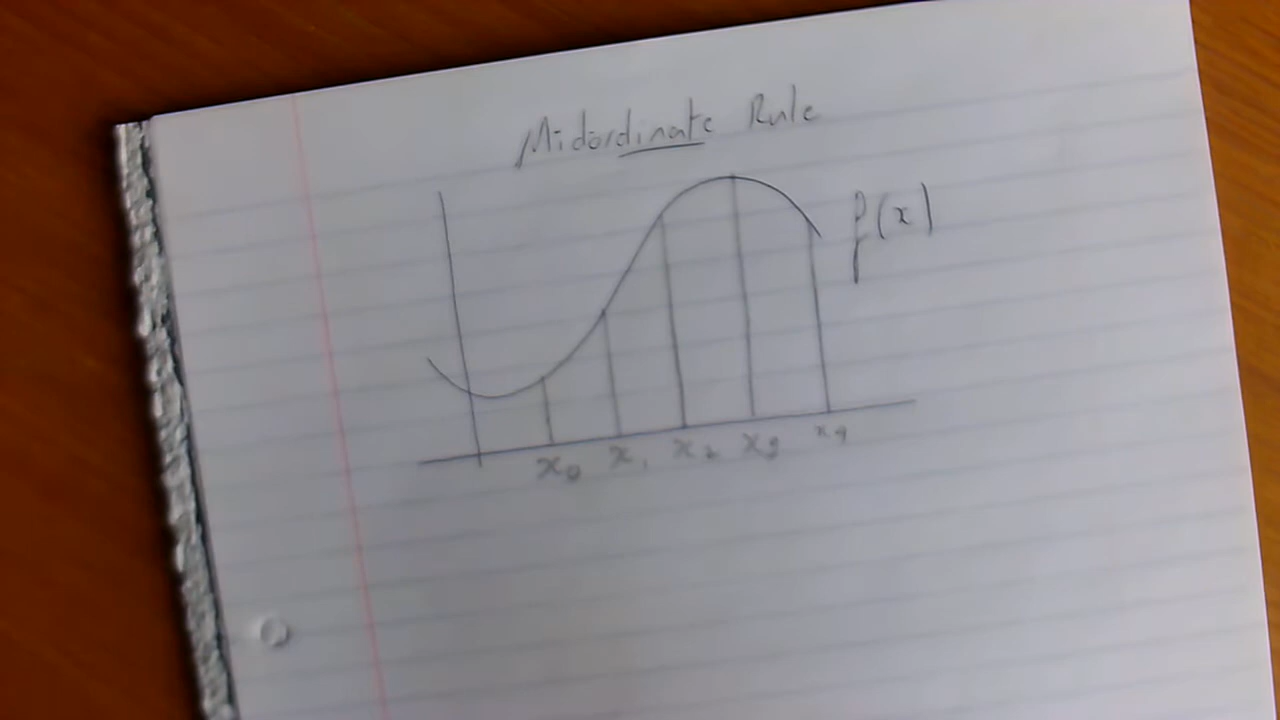 Midordinate Rule
f(x)
x₀ x₁ x₂ x₃ x₄